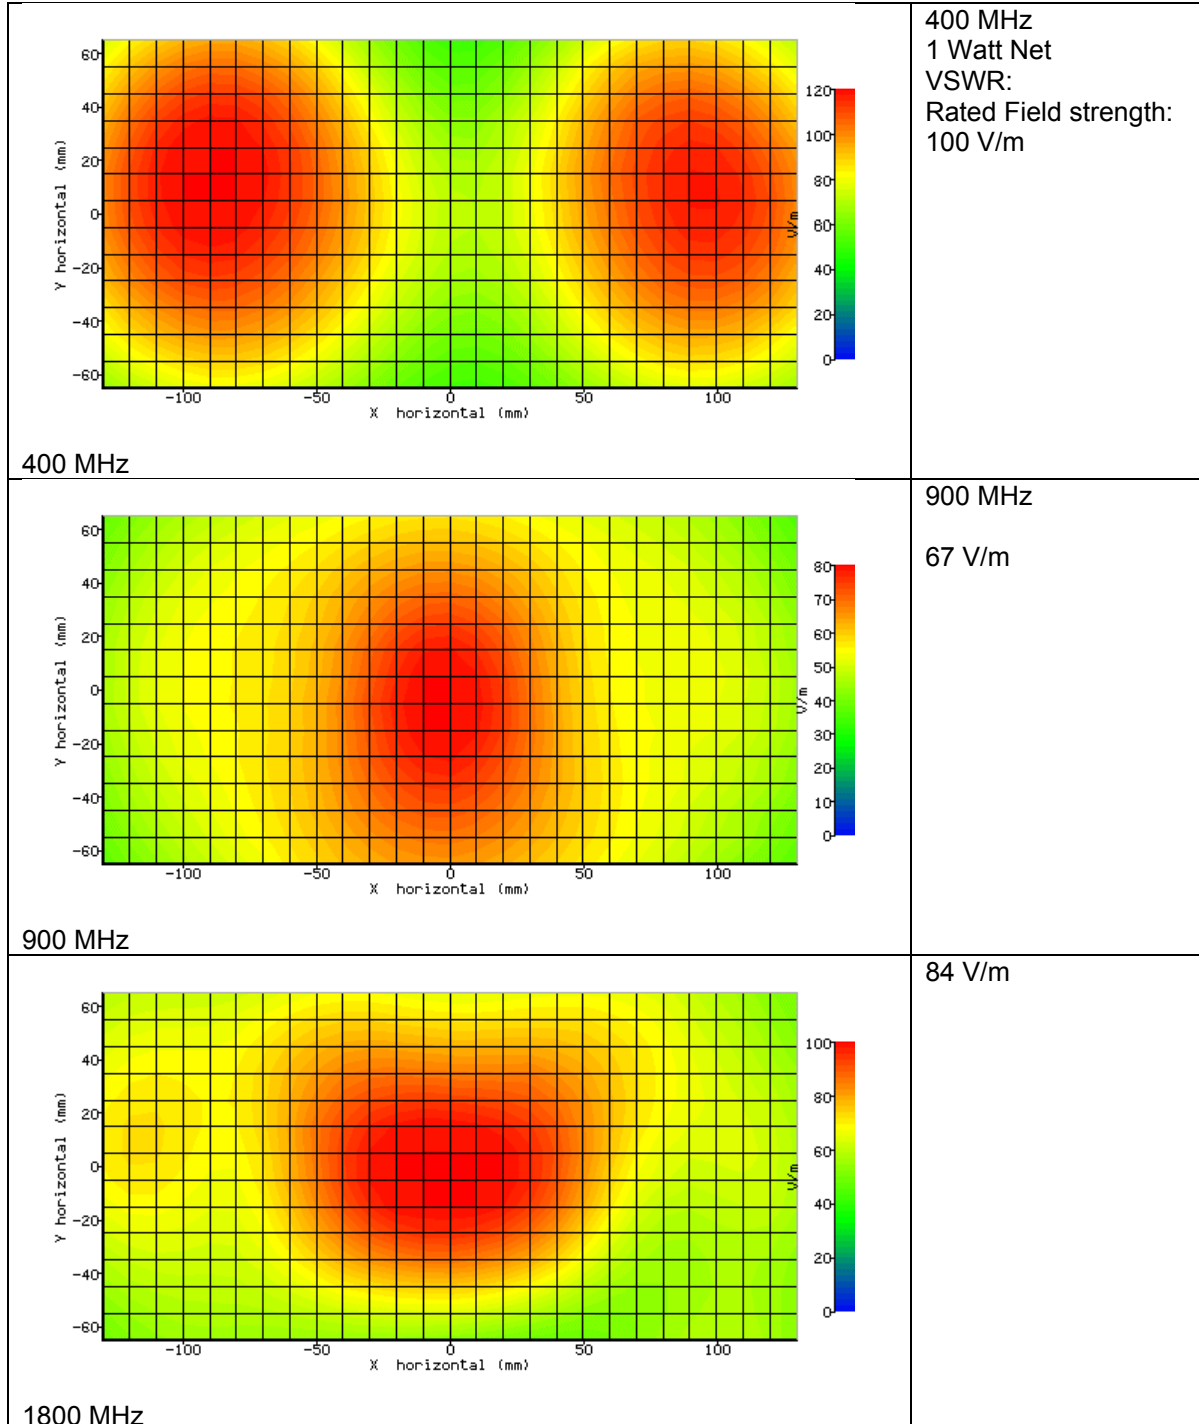 400 MHz
1 Watt Net
VSWR:
Rated Field strength:
100 V/m
60
40
20
0
-20
-40
-60
Y horizontal (mm)
-100
-50
0
50
100
X horizontal (mm)
120
100
80
60
40
20
0
V/m
400 MHz
900 MHz
67 V/m
60
40
20
0
-20
-40
-60
Y horizontal (mm)
-100
-50
0
50
100
X horizontal (mm)
80
70
60
50
40
30
20
10
0
V/m
900 MHz
84 V/m
60
40
20
0
-20
-40
-60
Y horizontal (mm)
-100
-50
0
50
100
X horizontal (mm)
100
80
60
40
20
0
V/m
1800 MHz